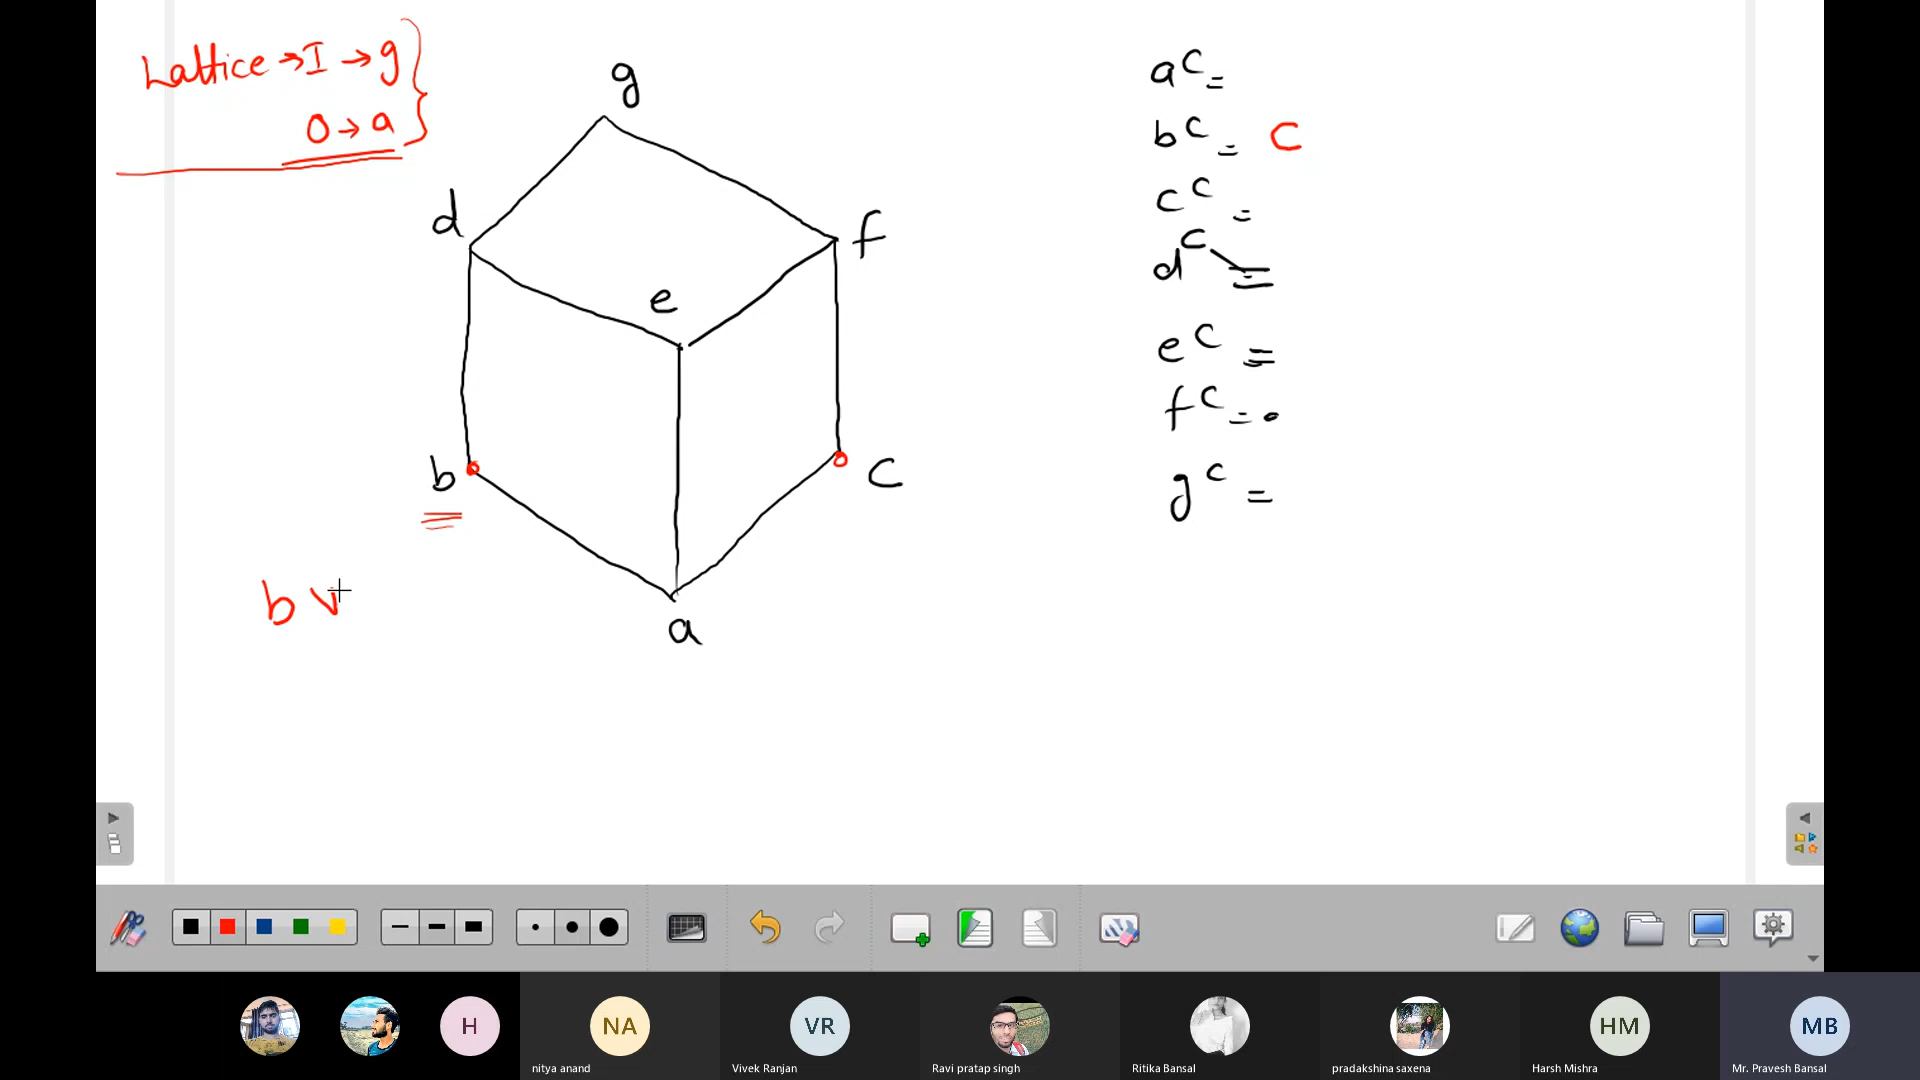 Lattice → I → g
O → a
g
d
f
e
b
c
a
b v
a^c =
b^c = c
c^c =
d^c =
e^c =
f^c = •
g^c =
H
NA
VR
HM
MB
nitya anand
Vivek Ranjan
Ravi pratap singh
Ritika Bansal
pradakshina saxena
Harsh Mishra
Mr. Pravesh Bansal